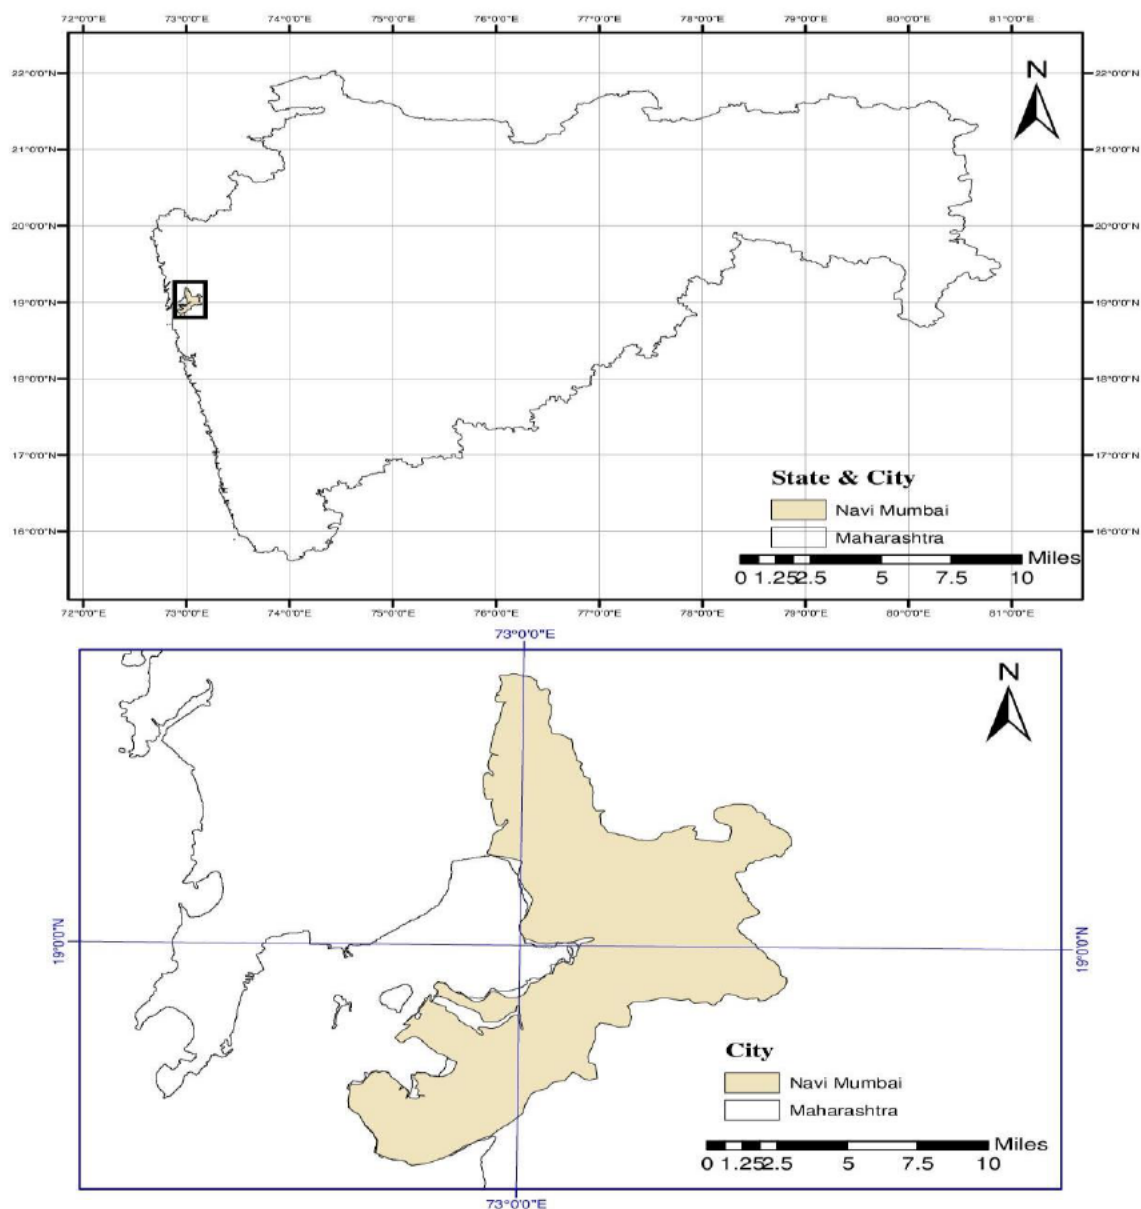 72°0'0"E 73°0'0"E 74°0'0"E 75°0'0"E 76°0'0"E 77°0'0"E 78°0'0"E 79°0'0"E 80°0'0"E 81°0'0"E
N
22°0'0"N 22°0'0"N
21°0'0"N 21°0'0"N
20°0'0"N 20°0'0"N
19°0'0"N 19°0'0"N
18°0'0"N 18°0'0"N
17°0'0"N 17°0'0"N
16°0'0"N 16°0'0"N
State & City
Navi Mumbai
Maharashtra
Miles
0 1.25 2.5 5 7.5 10
72°0'0"E 73°0'0"E 74°0'0"E 75°0'0"E 76°0'0"E 77°0'0"E 78°0'0"E 79°0'0"E 80°0'0"E 81°0'0"E
73°0'0"E
N
19°0'0"N 19°0'0"N
City
Navi Mumbai
Maharashtra
Miles
0 1.25 2.5 5 7.5 10
73°0'0"E